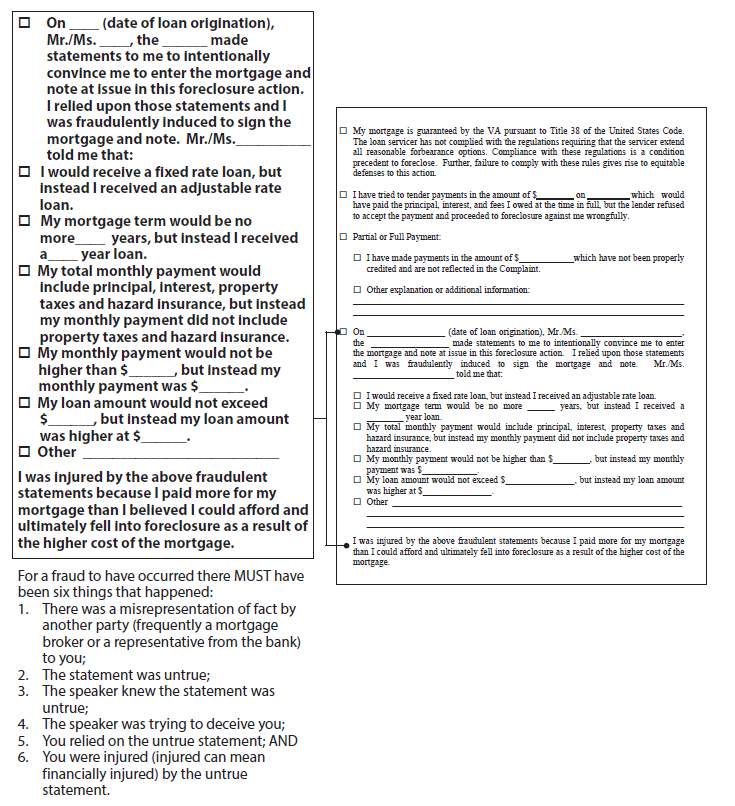 ☐ On ____ (date of loan origination),
Mr./Ms. ____, the ______ made
statements to me to intentionally
convince me to enter the mortgage and
note at issue in this foreclosure action.
I relied upon those statements and I
was fraudulently induced to sign the
mortgage and note. Mr./Ms.__________
told me that:
☐ I would receive a fixed rate loan, but
instead I received an adjustable rate
loan.
☐ My mortgage term would be no
more____ years, but instead I received
a____ year loan.
☐ My total monthly payment would
include principal, interest, property
taxes and hazard insurance, but instead
my monthly payment did not include
property taxes and hazard insurance.
☐ My monthly payment would not be
higher than $______, but instead my
monthly payment was $______.
☐ My loan amount would not exceed
$______, but instead my loan amount
was higher at $______.
☐ Other __________________________
I was injured by the above fraudulent
statements because I paid more for my
mortgage than I believed I could afford and
ultimately fell into foreclosure as a result of
the higher cost of the mortgage.
For a fraud to have occurred there MUST have
been six things that happened:
1. There was a misrepresentation of fact by
another party (frequently a mortgage
broker or a representative from the bank)
to you;
2. The statement was untrue;
3. The speaker knew the statement was
untrue;
4. The speaker was trying to deceive you;
5. You relied on the untrue statement; AND
6. You were injured (injured can mean
financially injured) by the untrue
statement.
☐ My mortgage is guaranteed by the VA pursuant to Title 38 of the United States Code.
The loan servicer has not complied with the regulations requiring that the servicer extend
all reasonable forbearance options. Compliance with these regulations is a condition
precedent to foreclose. Further, failure to comply with these rules gives rise to equitable
defenses to this action.
☐ I have tried to tender payments in the amount of $________ on _________which would
have paid the principal, interest, and fees I owed at the time in full, but the lender refused
to accept the payment and proceeded to foreclosure against me wrongfully.
☐ Partial or Full Payment:
☐ I have made payments in the amount of $____________which have not been properly
credited and are not reflected in the Complaint.
☐ Other explanation or additional information:
☐ On ________________ (date of loan origination), Mr./Ms. ______________________,
the ____________________ made statements to me to intentionally convince me to enter
the mortgage and note at issue in this foreclosure action. I relied upon those statements
and I was fraudulently induced to sign the mortgage and note. Mr./Ms.
______________________ told me that:
☐ I would receive a fixed rate loan, but instead I received an adjustable rate loan.
☐ My mortgage term would be no more ______ years, but instead I received a
________ year loan.
☐ My total monthly payment would include principal, interest, property taxes and
hazard insurance, but instead my monthly payment did not include property taxes and
hazard insurance.
☐ My monthly payment would not be higher than $________, but instead my monthly
payment was $____________.
☐ My loan amount would not exceed $______________, but instead my loan amount
was higher at $______________.
☐ Other ____________________________________________
I was injured by the above fraudulent statements because I paid more for my mortgage
than I could afford and ultimately fell into foreclosure as a result of the higher cost of the
mortgage.